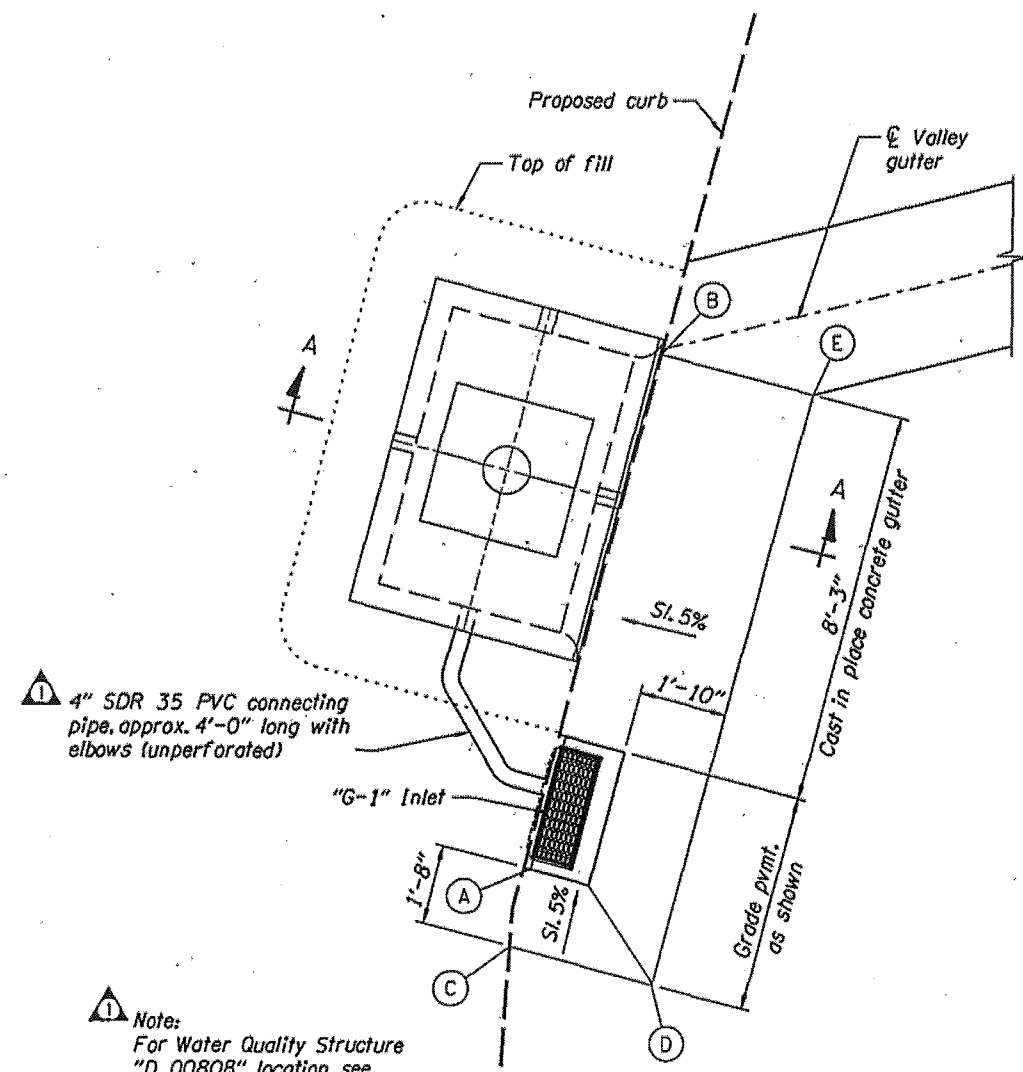 Proposed curb
℄ Valley
gutter
Top of fill
B
E
A
A
8'-3"
Cast in place concrete gutter
Sl. 5%
1'-10"
1
4" SDR 35 PVC connecting
pipe, approx. 4'-0" long with
elbows (unperforated)
"G-1" Inlet
A
1'-8"
Sl. 5%
Grade pvmt.
as shown
C
D
1
Note:
For Water Quality Structure
"D 00808" location, see